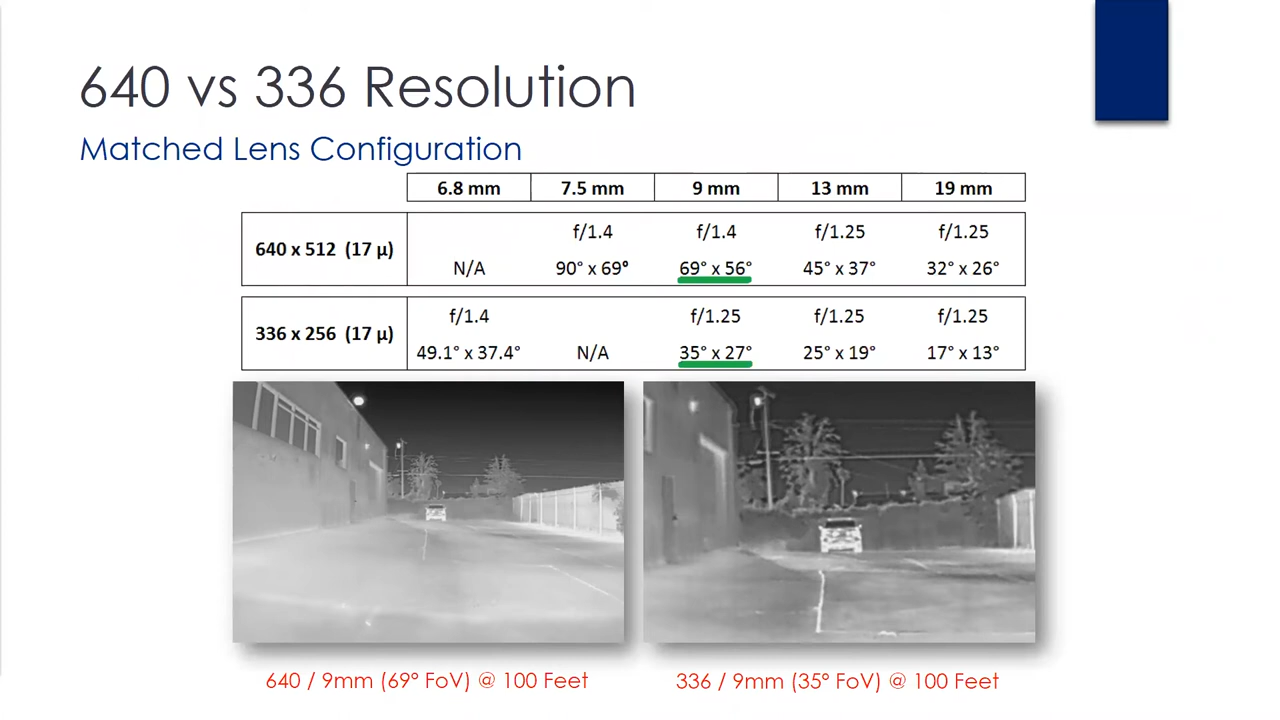 640 vs 336 Resolution
Matched Lens Configuration
6.8 mm 7.5 mm 9 mm 13 mm 19 mm
f/1.4 f/1.4 f/1.25 f/1.25
640 x 512 (17 µ)
N/A 90° x 69° 69° x 56° 45° x 37° 32° x 26°
f/1.4 f/1.25 f/1.25 f/1.25
336 x 256 (17 µ)
49.1° x 37.4° N/A 35° x 27° 25° x 19° 17° x 13°
640 / 9mm (69° FoV) @ 100 Feet
336 / 9mm (35° FoV) @ 100 Feet